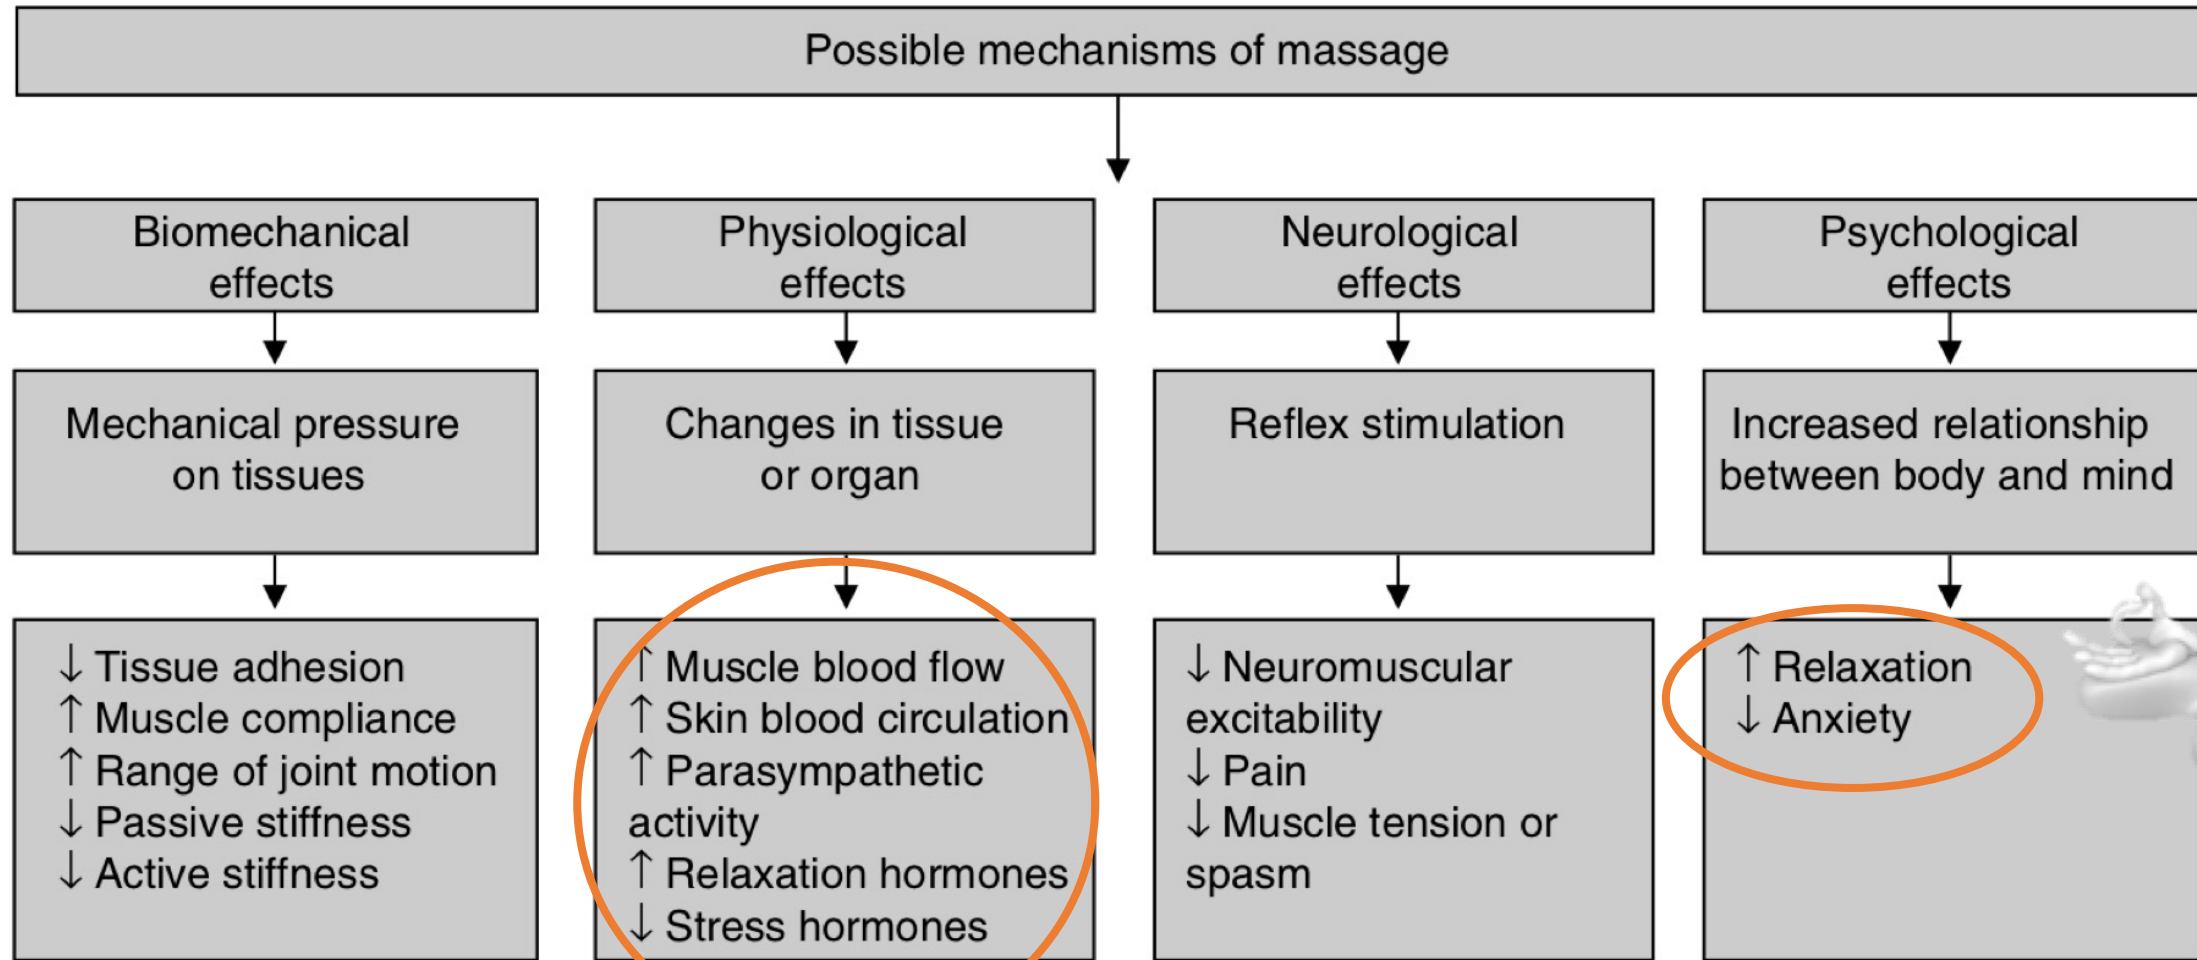 Possible mechanisms of massage
Biomechanical
effects
Physiological
effects
Neurological
effects
Psychological
effects
Mechanical pressure
on tissues
Changes in tissue
or organ
Reflex stimulation
Increased relationship
between body and mind
↓ Tissue adhesion
↑ Muscle compliance
↑ Range of joint motion
↓ Passive stiffness
↓ Active stiffness
↑ Muscle blood flow
↑ Skin blood circulation
↑ Parasympathetic
activity
↑ Relaxation hormones
↓ Stress hormones
↓ Neuromuscular
excitability
↓ Pain
↓ Muscle tension or
spasm
↑ Relaxation
↓ Anxiety